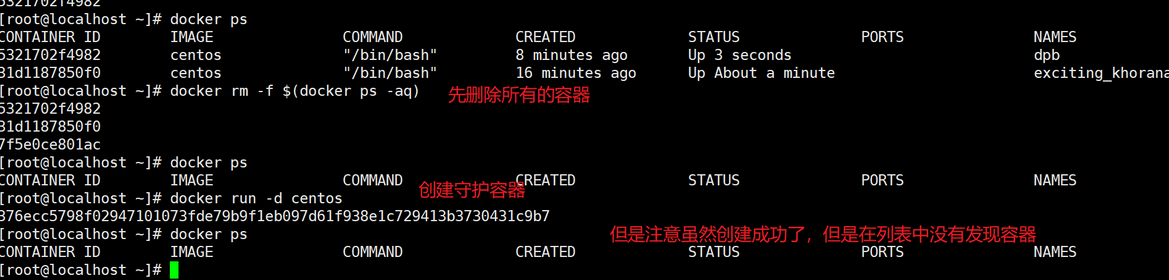 5321702f4982
[root@localhost ~]# docker ps
CONTAINER ID IMAGE COMMAND CREATED STATUS PORTS NAMES
5321702f4982 centos "/bin/bash" 8 minutes ago Up 3 seconds dpb
31d1187850f0 centos "/bin/bash" 16 minutes ago Up About a minute exciting_khorana
[root@localhost ~]# docker rm -f $(docker ps -aq) 先删除所有的容器
5321702f4982
31d1187850f0
7f5e0ce801ac
[root@localhost ~]# docker ps
CONTAINER ID IMAGE COMMAND CREATED STATUS PORTS NAMES
[root@localhost ~]# docker run -d centos 创建守护容器
376ecc5798f02947101073fde79b9f1eb097d61f938e1c729413b3730431c9b7
[root@localhost ~]# docker ps 但是注意虽然创建成功了，但是在列表中没有发现容器
CONTAINER ID IMAGE COMMAND CREATED STATUS PORTS NAMES
[root@localhost ~]#